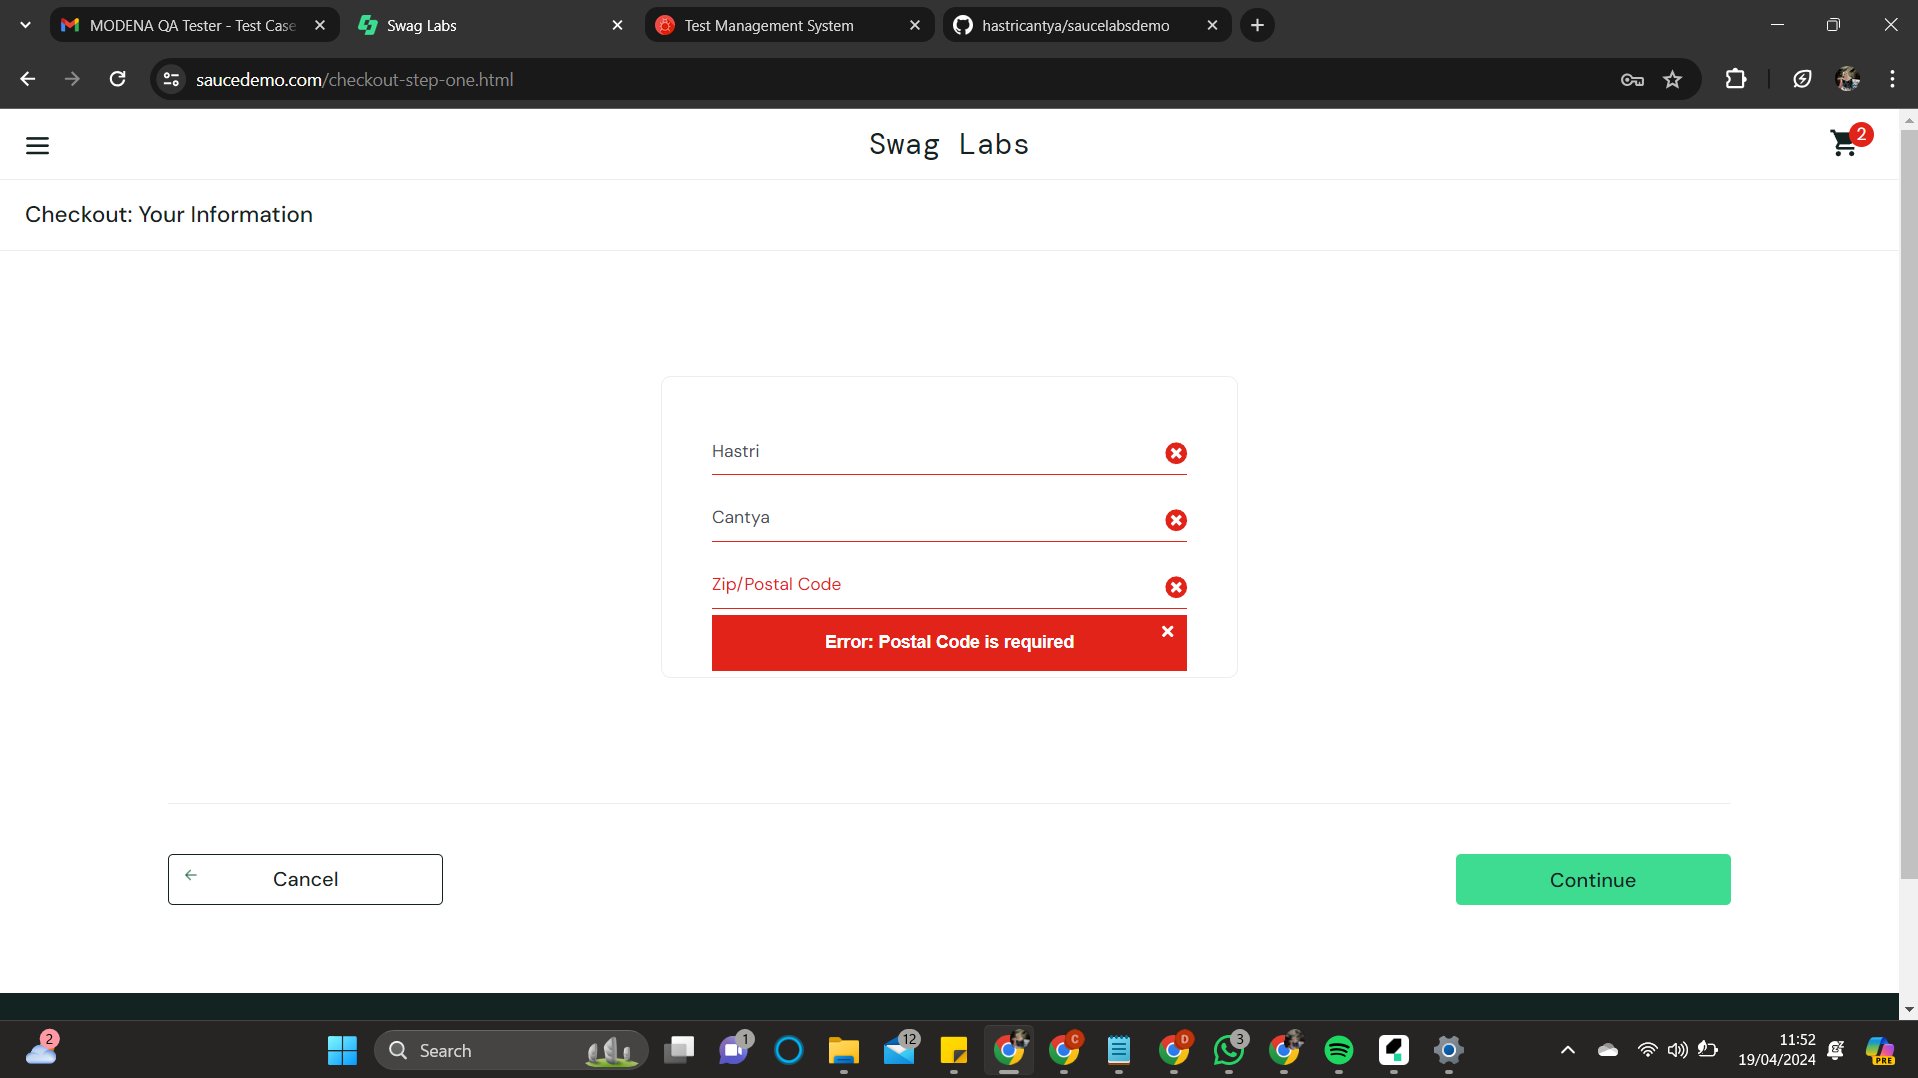 MODENA QA Tester - Test Case
Swag Labs
Test Management System
hastricantya/saucelabsdemo
saucedemo.com/checkout-step-one.html
Swag Labs
2
Checkout: Your Information
Hastri
Cantya
Zip/Postal Code
Error: Postal Code is required
Cancel
Continue
2
Search
1
12
C
D
3
11:52
19/04/2024
PRE